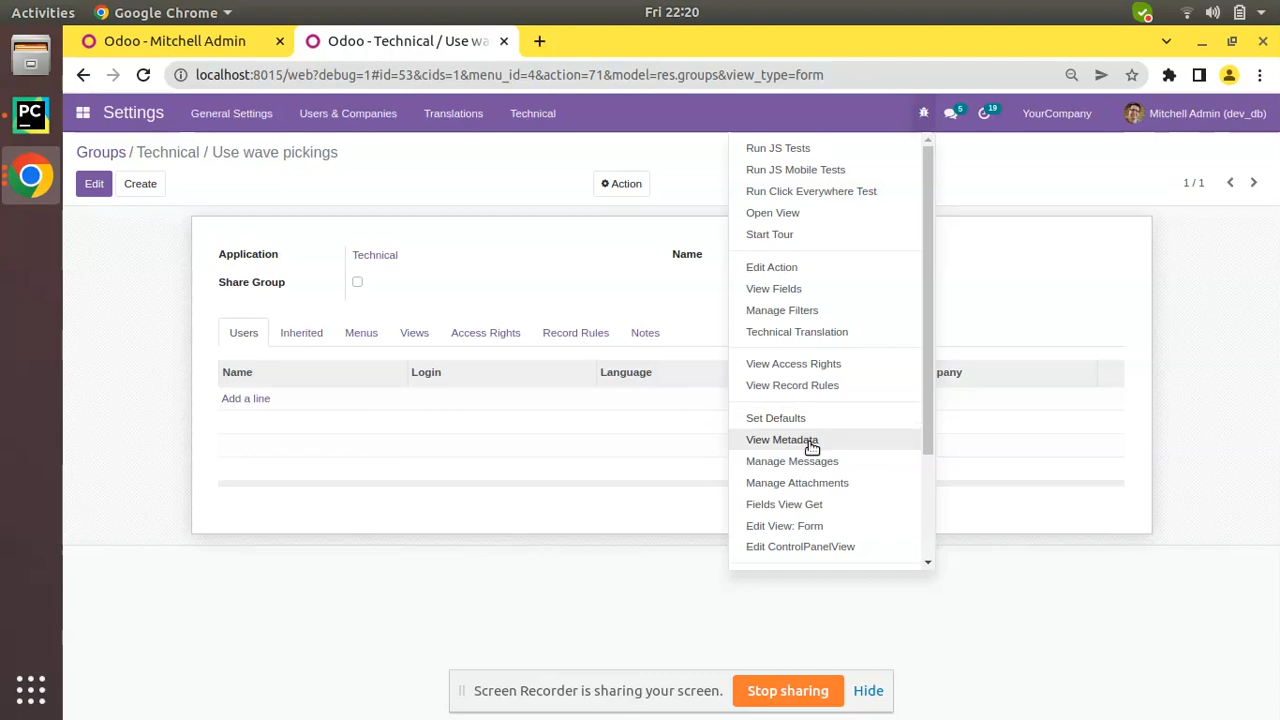 Activities Google Chrome Fri 22:20
Odoo - Mitchell Admin Odoo - Technical / Use wa
localhost:8015/web?debug=1#id=53&cids=1&menu_id=4&action=71&model=res.groups&view_type=form
Settings General Settings Users & Companies Translations Technical 5 19 YourCompany Mitchell Admin (dev_db)
Groups / Technical / Use wave pickings
Edit Create Action 1 / 1
Application Technical Name
Share Group
Users Inherited Menus Views Access Rights Record Rules Notes
Name Login Language pany
Add a line
Run JS Tests
Run JS Mobile Tests
Run Click Everywhere Test
Open View
Start Tour
Edit Action
View Fields
Manage Filters
Technical Translation
View Access Rights
View Record Rules
Set Defaults
View Metadata
Manage Messages
Manage Attachments
Fields View Get
Edit View: Form
Edit ControlPanelView
PC
Screen Recorder is sharing your screen. Stop sharing Hide